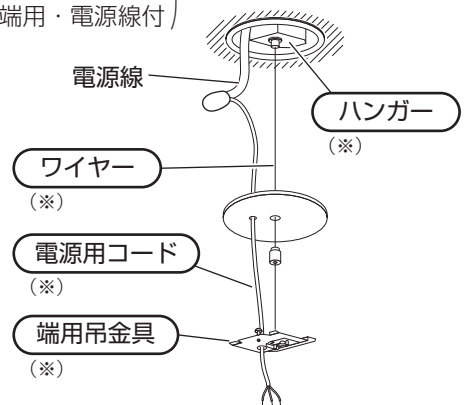 端用・電源線付
電源線
ハンガー
(※)
ワイヤー
(※)
電源用コード
(※)
端用吊金具
(※)